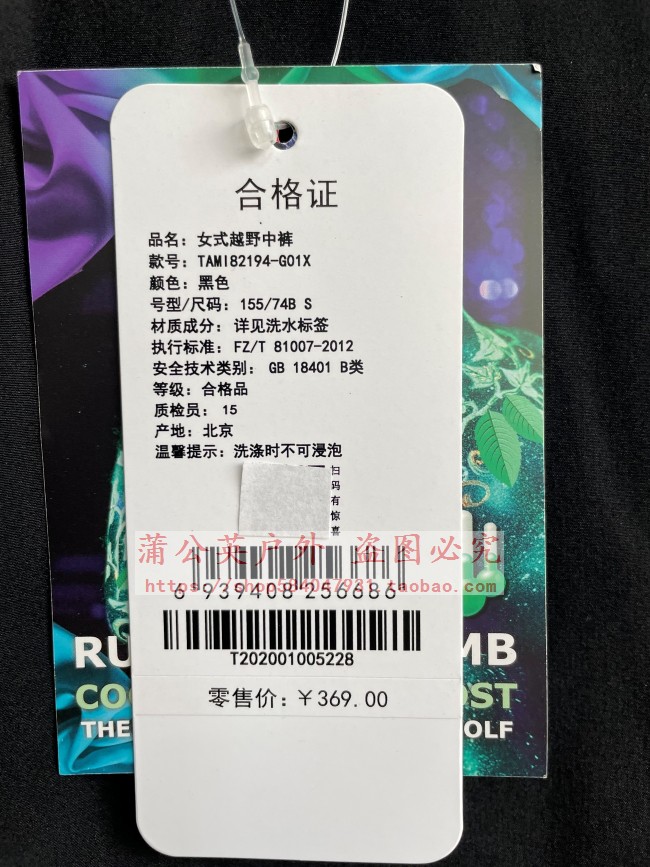 合格证
品名: 女式越野中裤
款号: TAMI82194-G01X
颜色: 黑色
号型/尺码: 155/74B S
材质成分: 详见洗水标签
执行标准: FZ/T 81007-2012
安全技术类别: GB 18401 B类
等级: 合格品
质检员: 15
产地: 北京
温馨提示: 洗涤时不可浸泡
扫码有惊喜
蒲公英户外 盗图必究
https://shop584047931.taobao.com
6 937408 256686
T202001005228
零售价: ￥369.00
RU
MB
CO
OST
THE
OLF